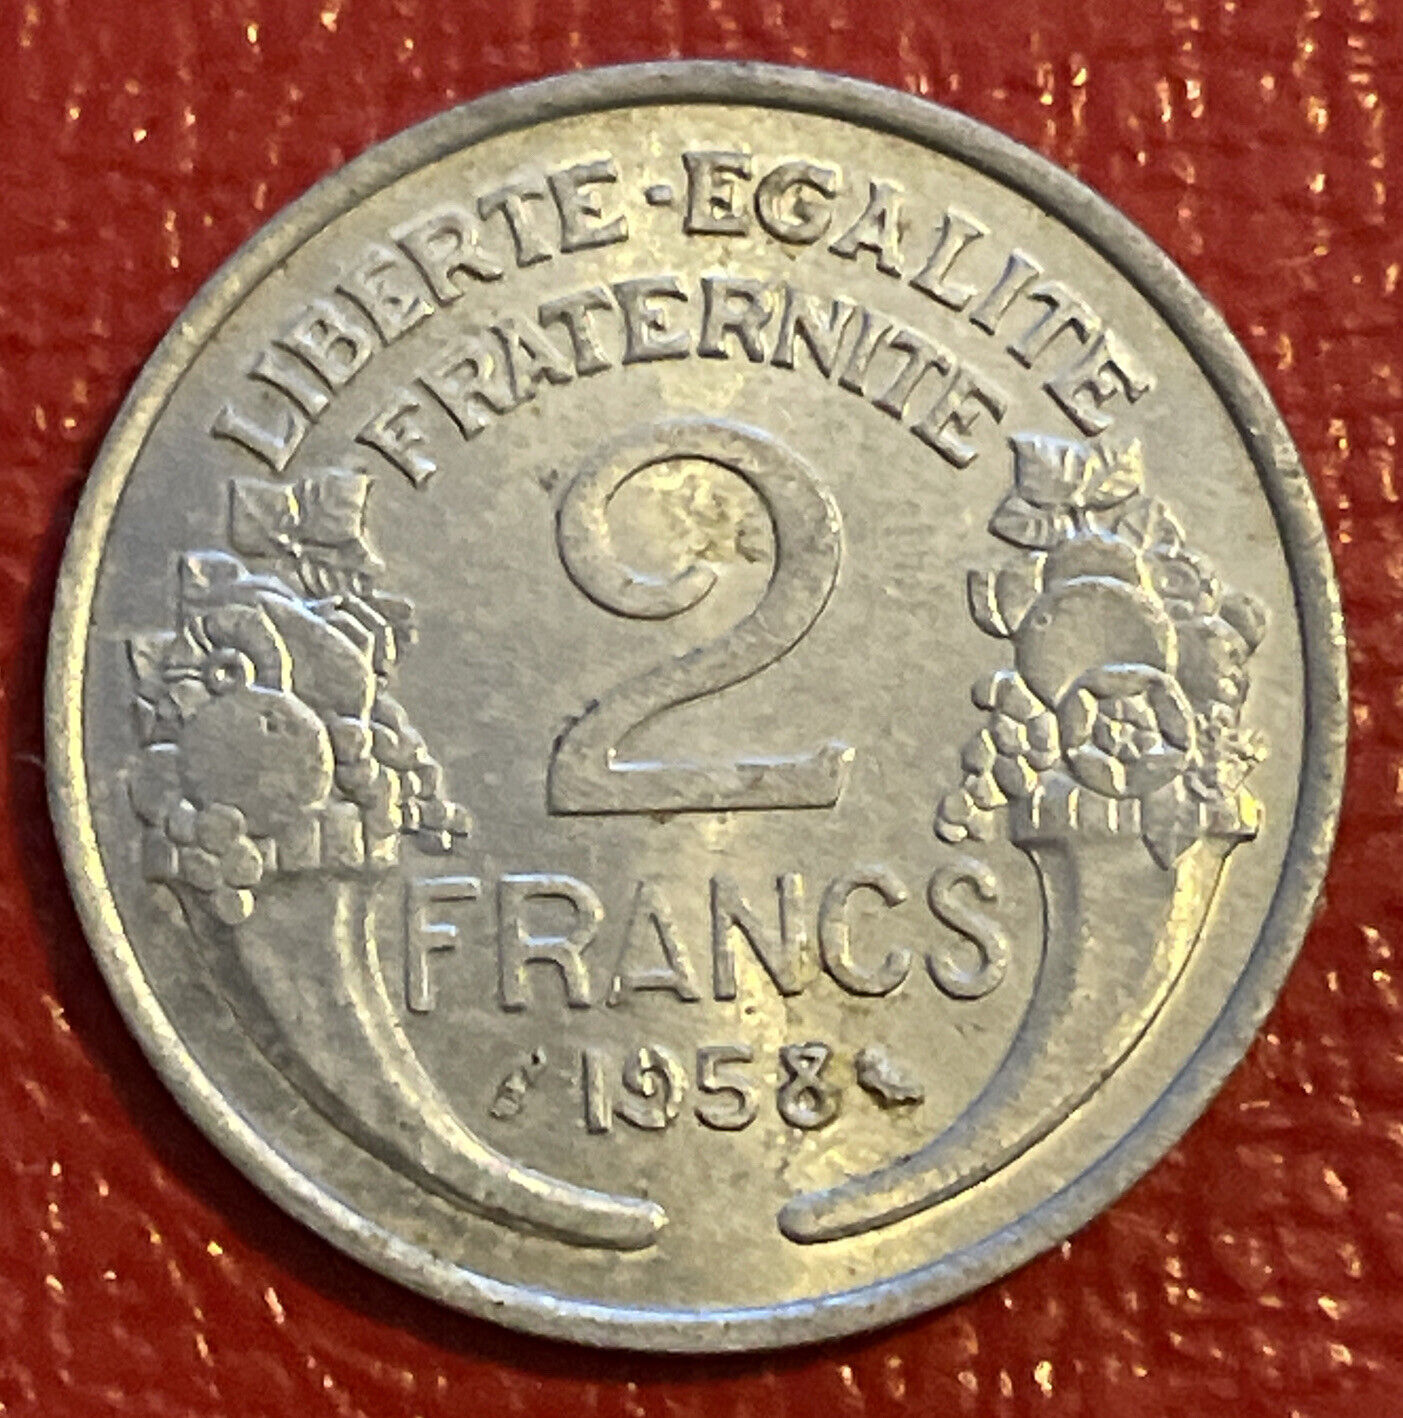 LIBERTE · EGALITE
FRATERNITE
2
FRANCS
1958